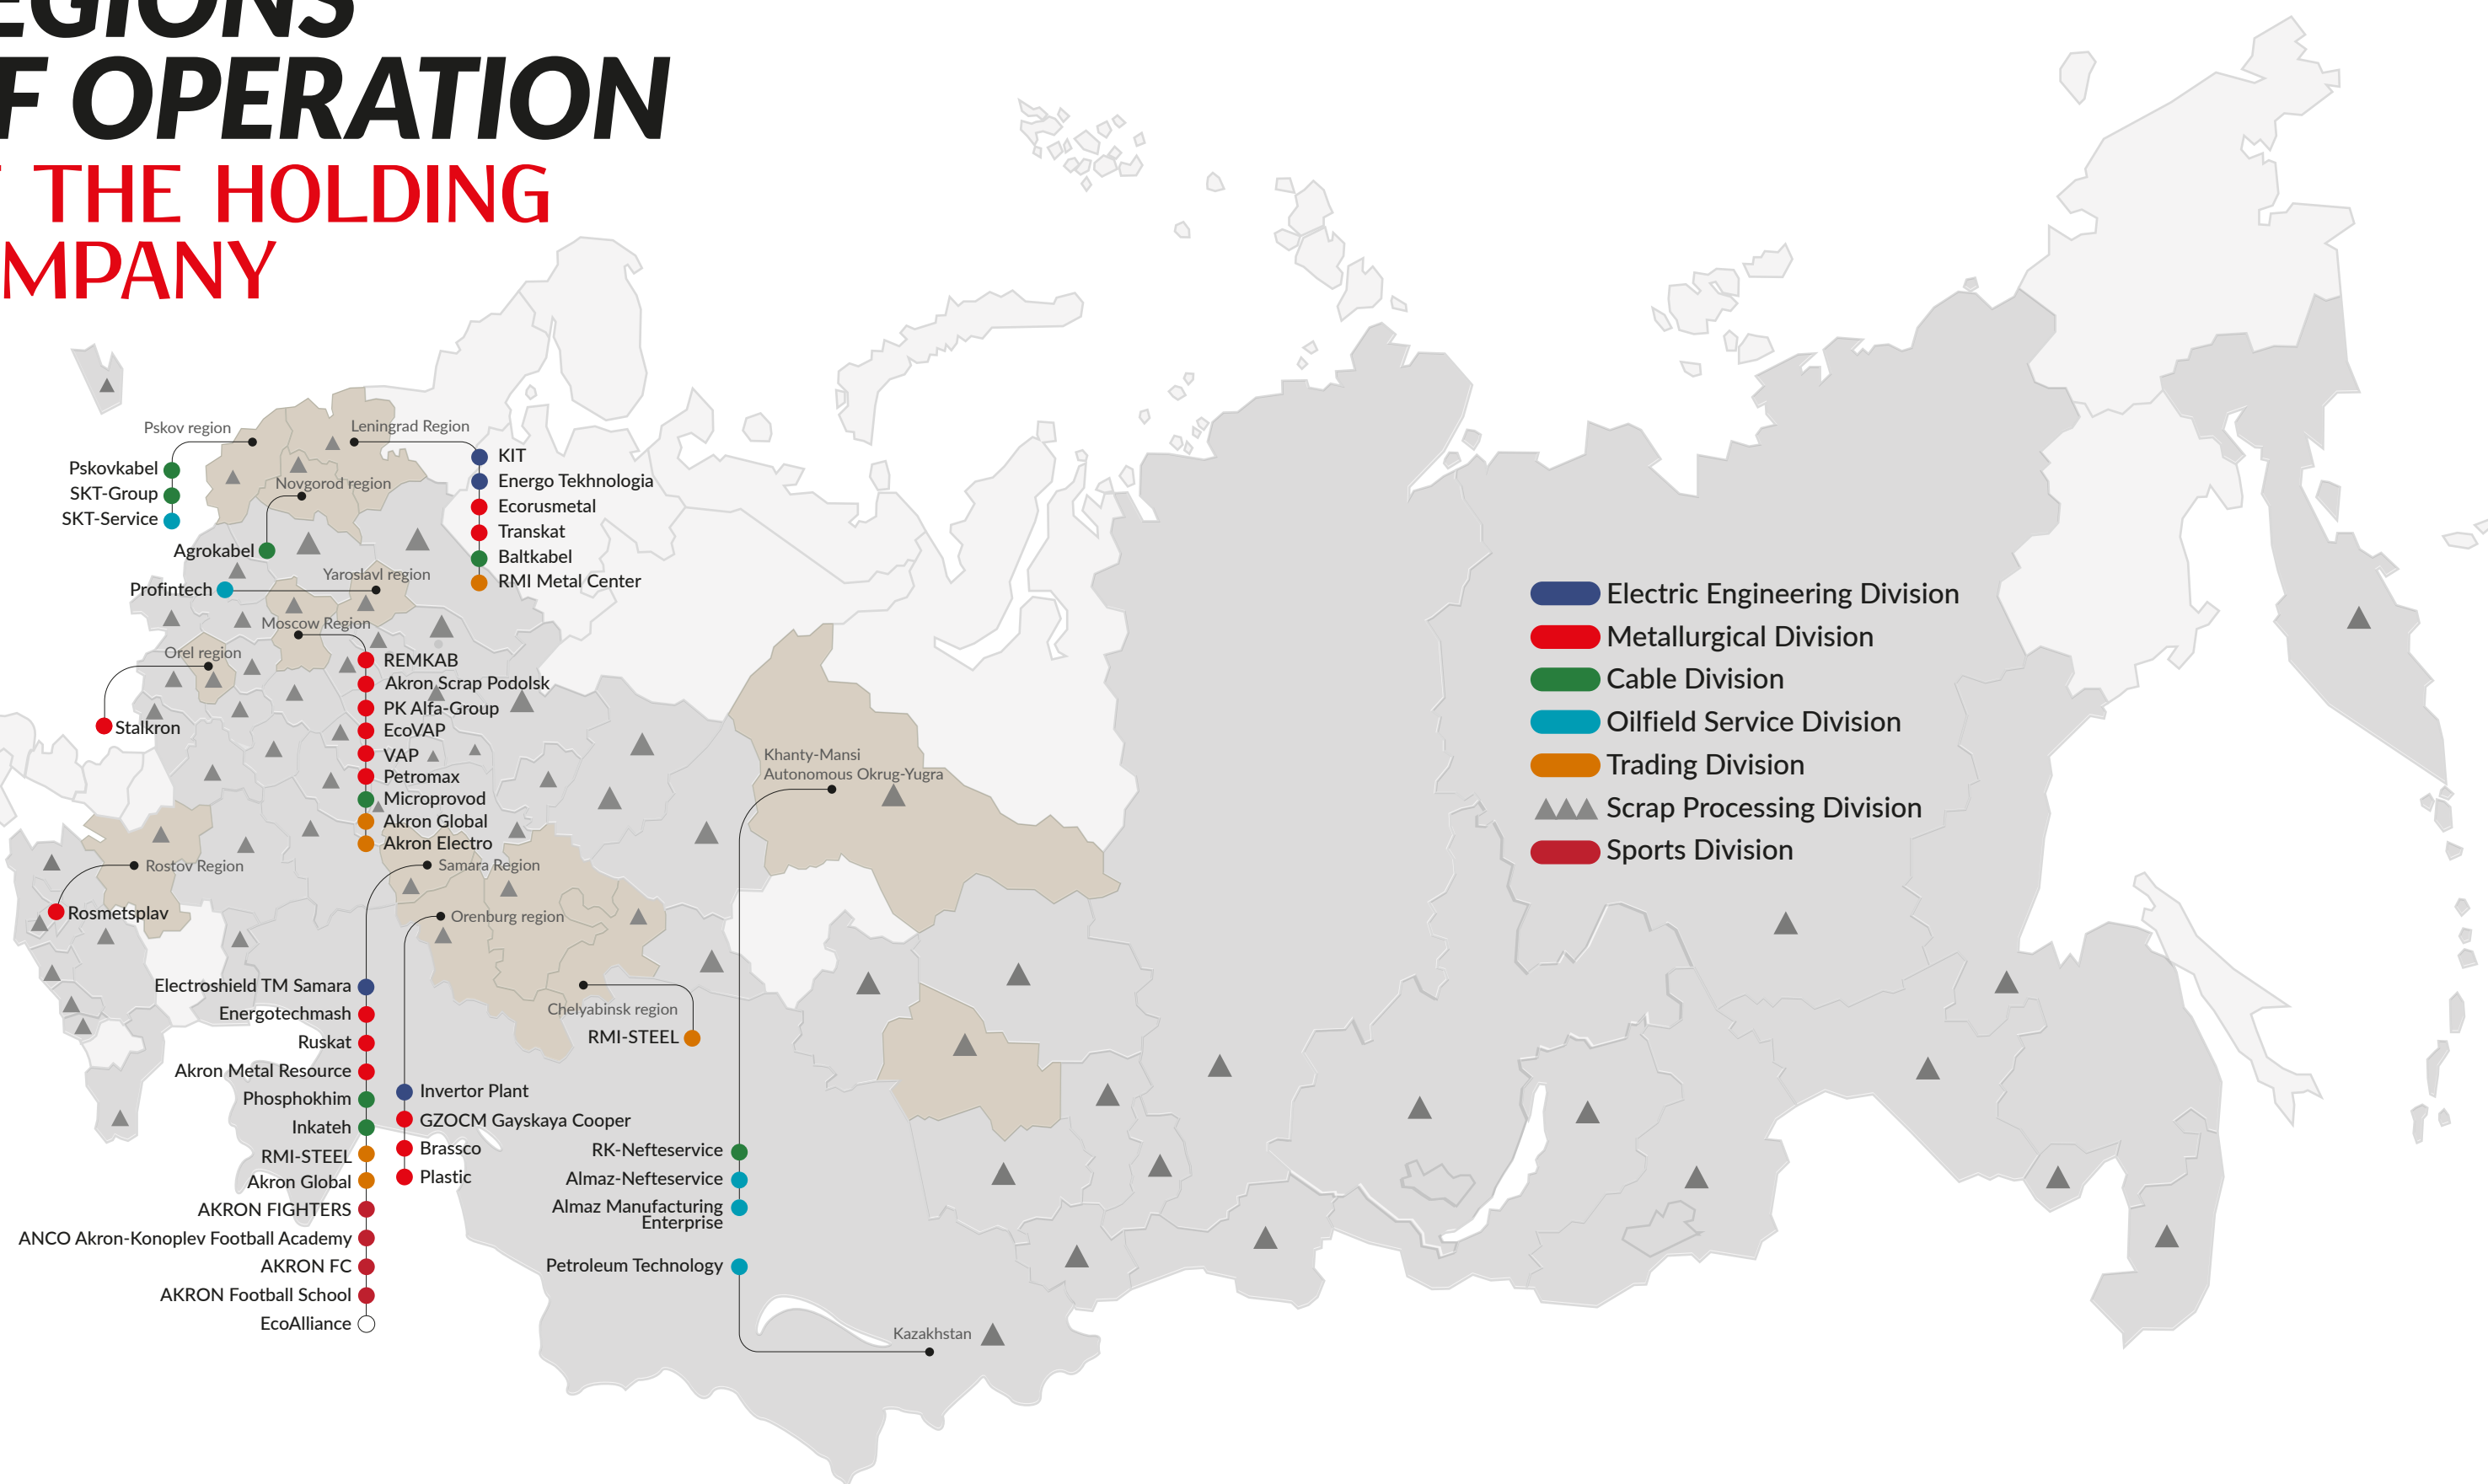 EGIONS
F OPERATION
THE HOLDING
MPANY
Pskov region
Pskovkabel
SKT-Group
SKT-Service
Leningrad Region
KIT
Energo Tekhnologia
Ecorusmetal
Transkat
Baltkabel
RMI Metal Center
Novgorod region
Agrokabel
Yaroslavl region
Profintech
Moscow Region
REMKAB
Akron Scrap Podolsk
PK Alfa-Group
EcoVAP
VAP
Petromax
Microprovod
Akron Global
Akron Electro
Orel region
Stalkron
Khanty-Mansi
Autonomous Okrug-Yugra
RK-Nefteservice
Almaz-Nefteservice
Almaz Manufacturing
Enterprise
Petroleum Technology
Kazakhstan
Rostov Region
Rosmetsplav
Samara Region
Electroshield TM Samara
Energotechmash
Ruskat
Akron Metal Resource
Phosphokhim
Inkateh
RMI-STEEL
Akron Global
AKRON FIGHTERS
ANCO Akron-Konoplev Football Academy
AKRON FC
AKRON Football School
EcoAlliance
Orenburg region
Invertor Plant
GZOCM Gayskaya Cooper
Brassco
Plastic
Chelyabinsk region
RMI-STEEL
Electric Engineering Division
Metallurgical Division
Cable Division
Oilfield Service Division
Trading Division
Scrap Processing Division
Sports Division